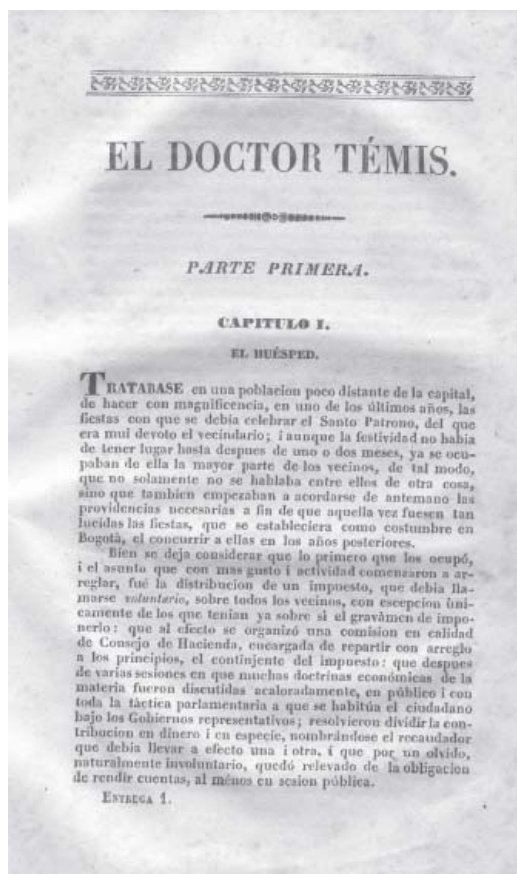 EL DOCTOR TÉMIS.
PARTE PRIMERA.
CAPITULO I.
EL HUÉSPED.
TRATABASE en una poblacion poco distante de la capital,
de hacer con magnificencia, en uno de los últimos años, las
fiestas con que se debia celebrar el Santo Patrono, del que
era mui devoto el vecindario; i aunque la festividad no habia
de tener lugar hasta despues de uno o dos meses, ya se ocu-
paban de ella la mayor parte de los vecinos, de tal modo,
que no solamente no se hablaba entre ellos de otra cosa,
sino que tambien empezaban a acordarse de antemano las
providencias necesarias a fin de que aquella vez fuesen tan
lucidas las fiestas, que se estableciera como costumbre en
Bogotà, el concurrir a ellas en los años posteriores.
Bien se deja considerar que lo primero que los ocupó,
i el asunto que con mas gusto i actividad comenzaron a ar-
reglar, fué la distribucion de un impuesto, que debia lla-
marse voluntario, sobre todos los vecinos, con escepcion ùni-
camente de los que tenian ya sobre sí el gravàmen de impo-
nerlo: que al efecto se organizó una comision en calidad
de Consejo de Hacienda, encargada de repartir con arreglo
a los principios, el continjente del impuesto: que despues
de varias sesiones en que muchas doctrinas económicas de la
materia fueron discutidas acaloradamente, en público i con
toda la tàctica parlamentaria a que se habitúa el ciudadano
bajo los Gobiernos representativos; resolvieron dividir la con-
tribucion en dinero i en especie, nombràndose el recaudador
que debia llevar a efecto una i otra, i que por un olvido,
naturalmente involuntario, quedó relevado de la obligacion
de rendir cuentas, al ménos en sesion pública.
ENTREGA 1.